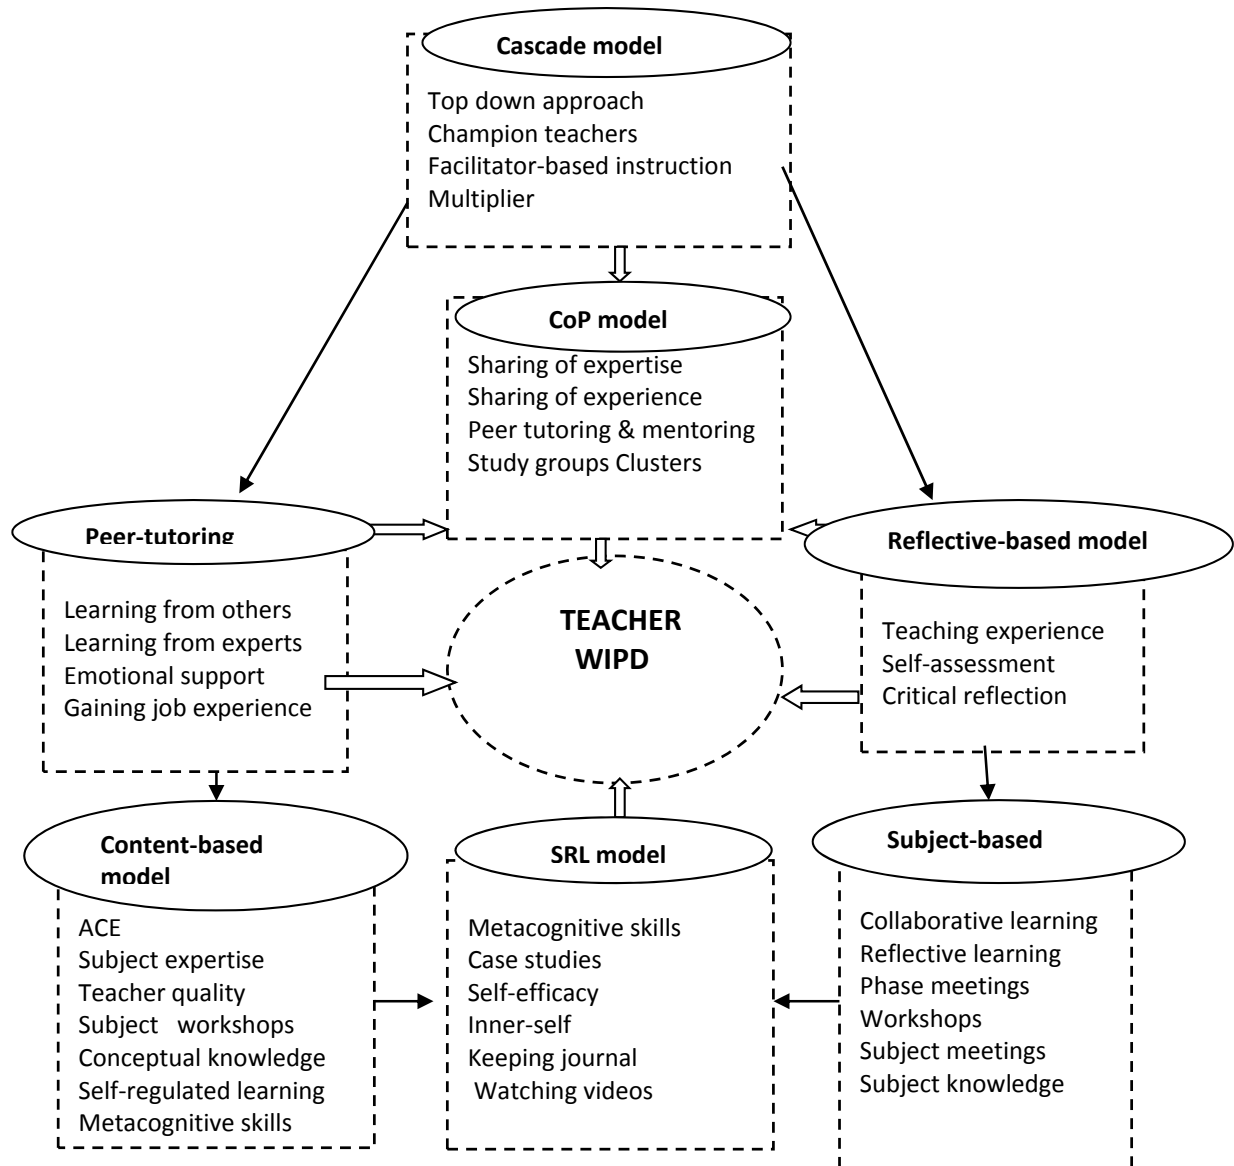 Cascade model
Top down approach
Champion teachers
Facilitator-based instruction
Multiplier
CoP model
Sharing of expertise
Sharing of experience
Peer tutoring & mentoring
Study groups Clusters
Peer-tutoring
Learning from others
Learning from experts
Emotional support
Gaining job experience
TEACHER
WIPD
Reflective-based model
Teaching experience
Self-assessment
Critical reflection
Content-based
model
ACE
Subject expertise
Teacher quality
Subject workshops
Conceptual knowledge
Self-regulated learning
Metacognitive skills
SRL model
Metacognitive skills
Case studies
Self-efficacy
Inner-self
Keeping journal
Watching videos
Subject-based
Collaborative learning
Reflective learning
Phase meetings
Workshops
Subject meetings
Subject knowledge